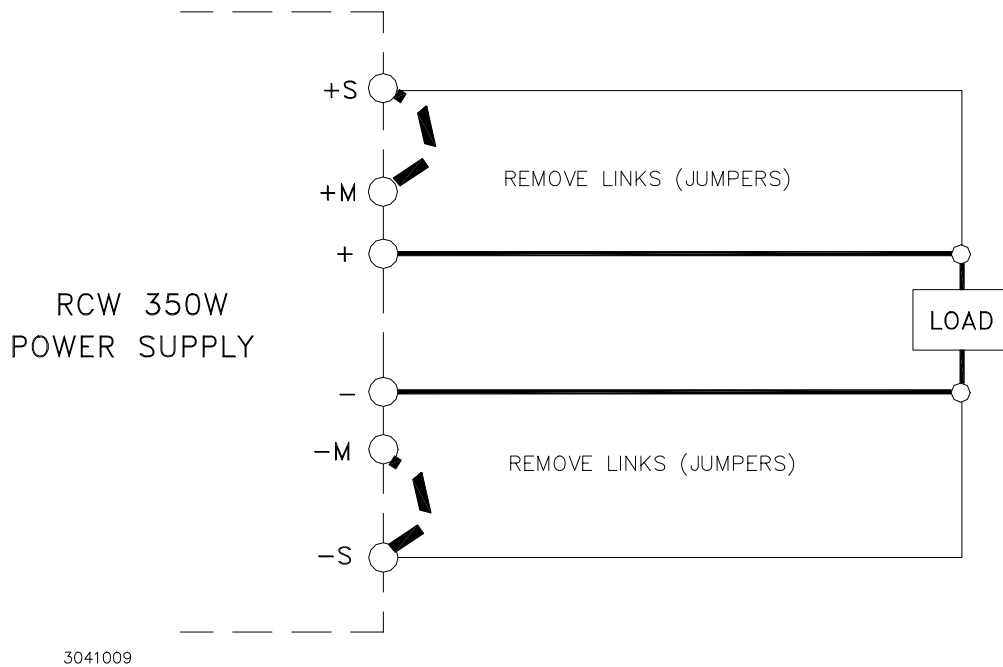 +S
+M
REMOVE LINKS (JUMPERS)
+
RCW 350W
POWER SUPPLY
LOAD
-
-M
REMOVE LINKS (JUMPERS)
-S
3041009